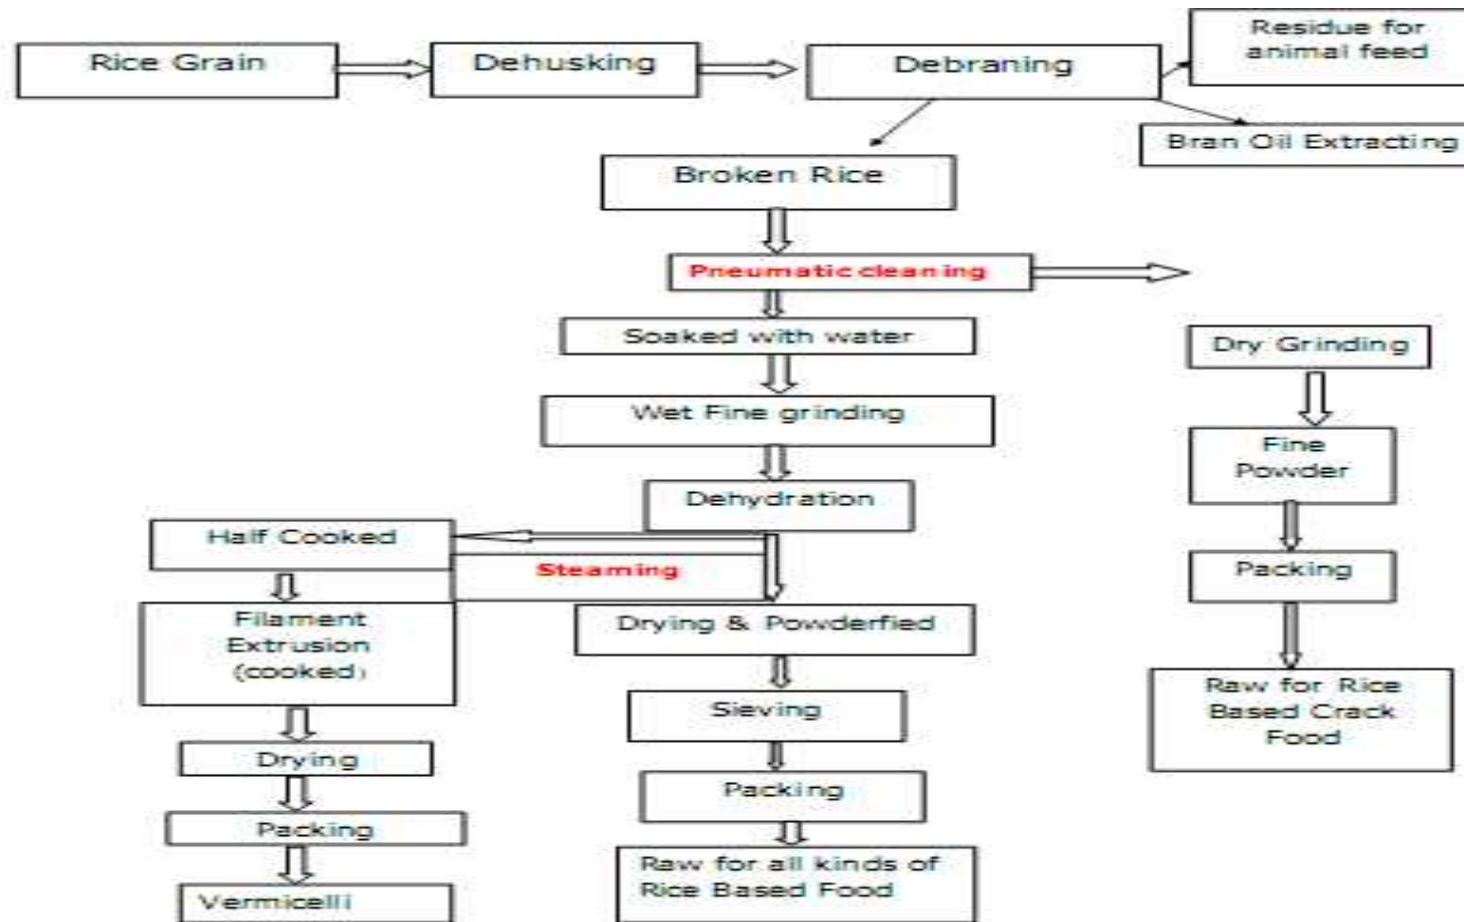 Rice Grain
Dehusking
Debraning
Residue for
animal feed
Bran Oil Extracting
Broken Rice
Pneumatic cleaning
Soaked with water
Dry Grinding
Wet Fine grinding
Fine
Powder
Dehydration
Half Cooked
Steaming
Packing
Filament
Extrusion
(cooked)
Drying & Powderfied
Raw for Rice
Based Crack
Food
Sieving
Drying
Packing
Packing
Raw for all kinds of
Rice Based Food
Vermicelli